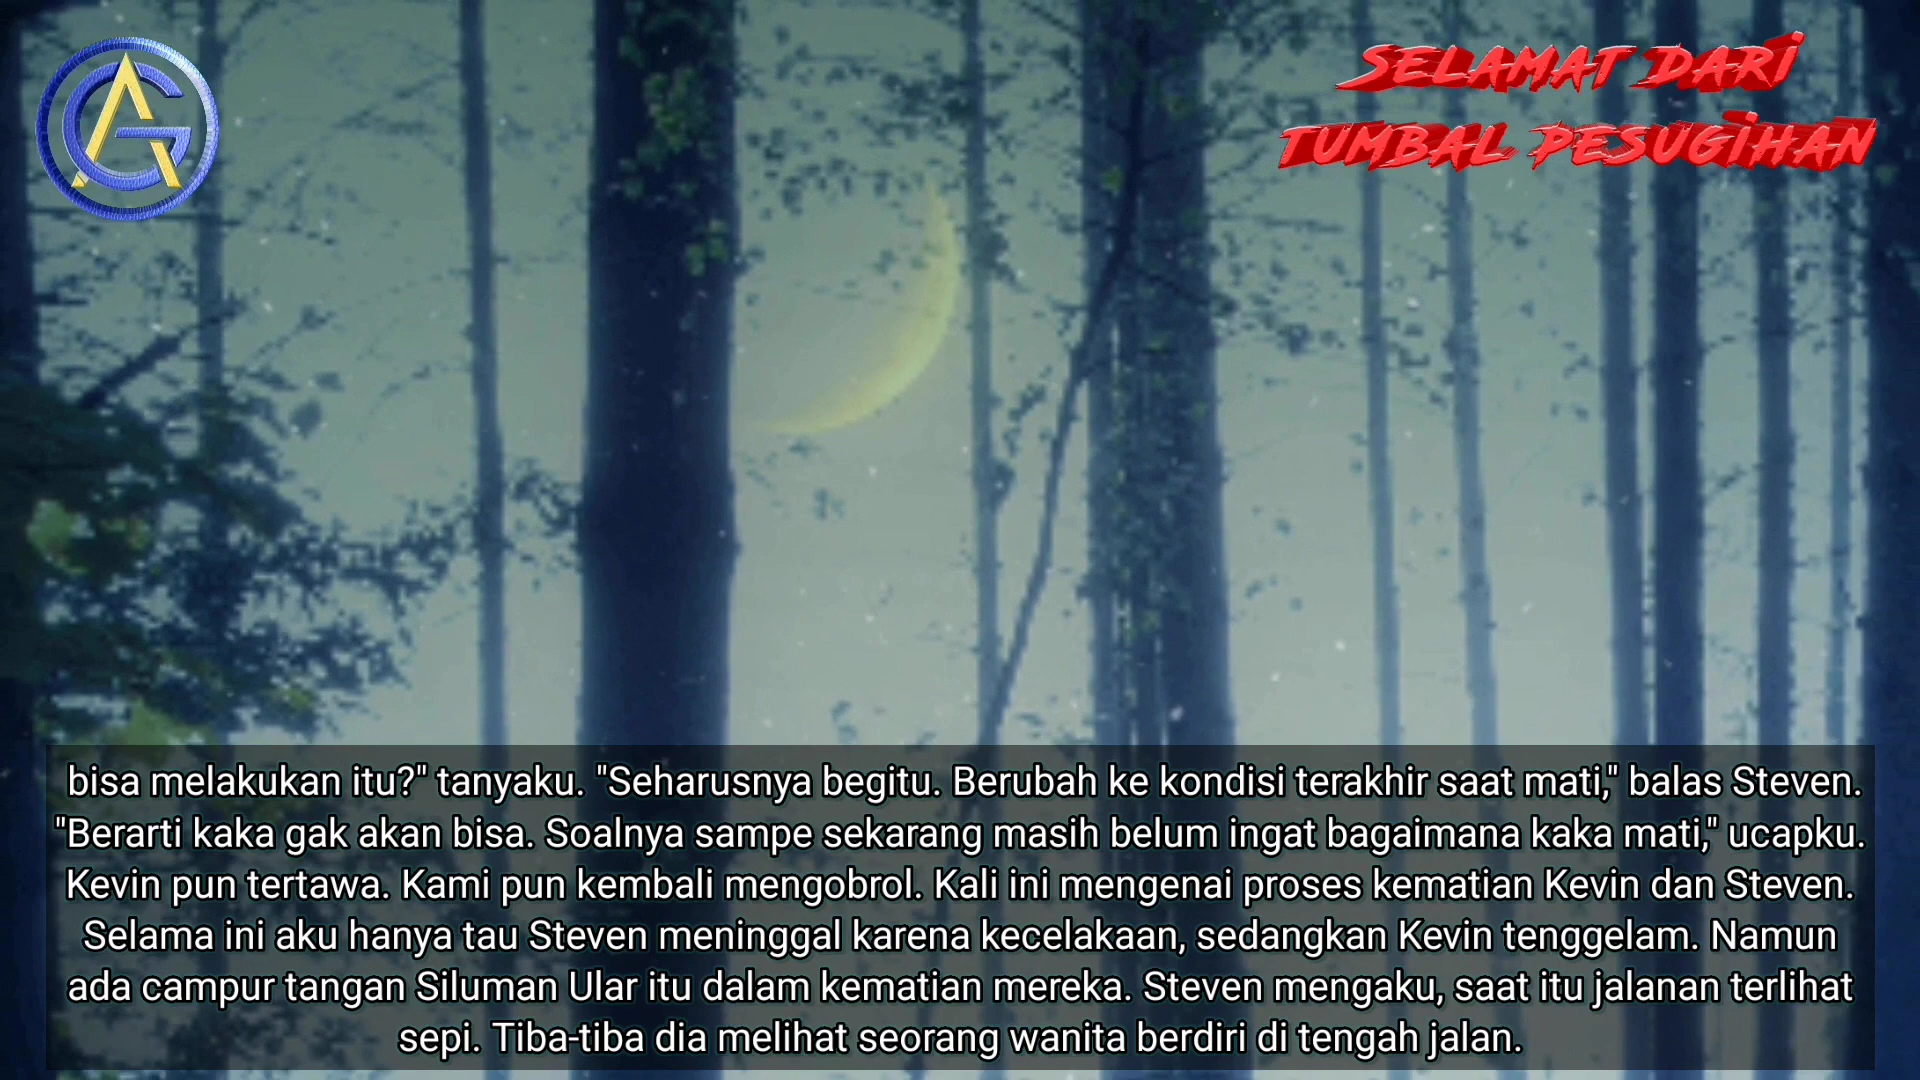 SELAMAT DARI
TUMBAL PESUGIHAN
bisa melakukan itu?" tanyaku. "Seharusnya begitu. Berubah ke kondisi terakhir saat mati," balas Steven.
"Berarti kaka gak akan bisa. Soalnya sampe sekarang masih belum ingat bagaimana kaka mati," ucapku.
Kevin pun tertawa. Kami pun kembali mengobrol. Kali ini mengenai proses kematian Kevin dan Steven.
Selama ini aku hanya tau Steven meninggal karena kecelakaan, sedangkan Kevin tenggelam. Namun
ada campur tangan Siluman Ular itu dalam kematian mereka. Steven mengaku, saat itu jalanan terlihat
sepi. Tiba-tiba dia melihat seorang wanita berdiri di tengah jalan.